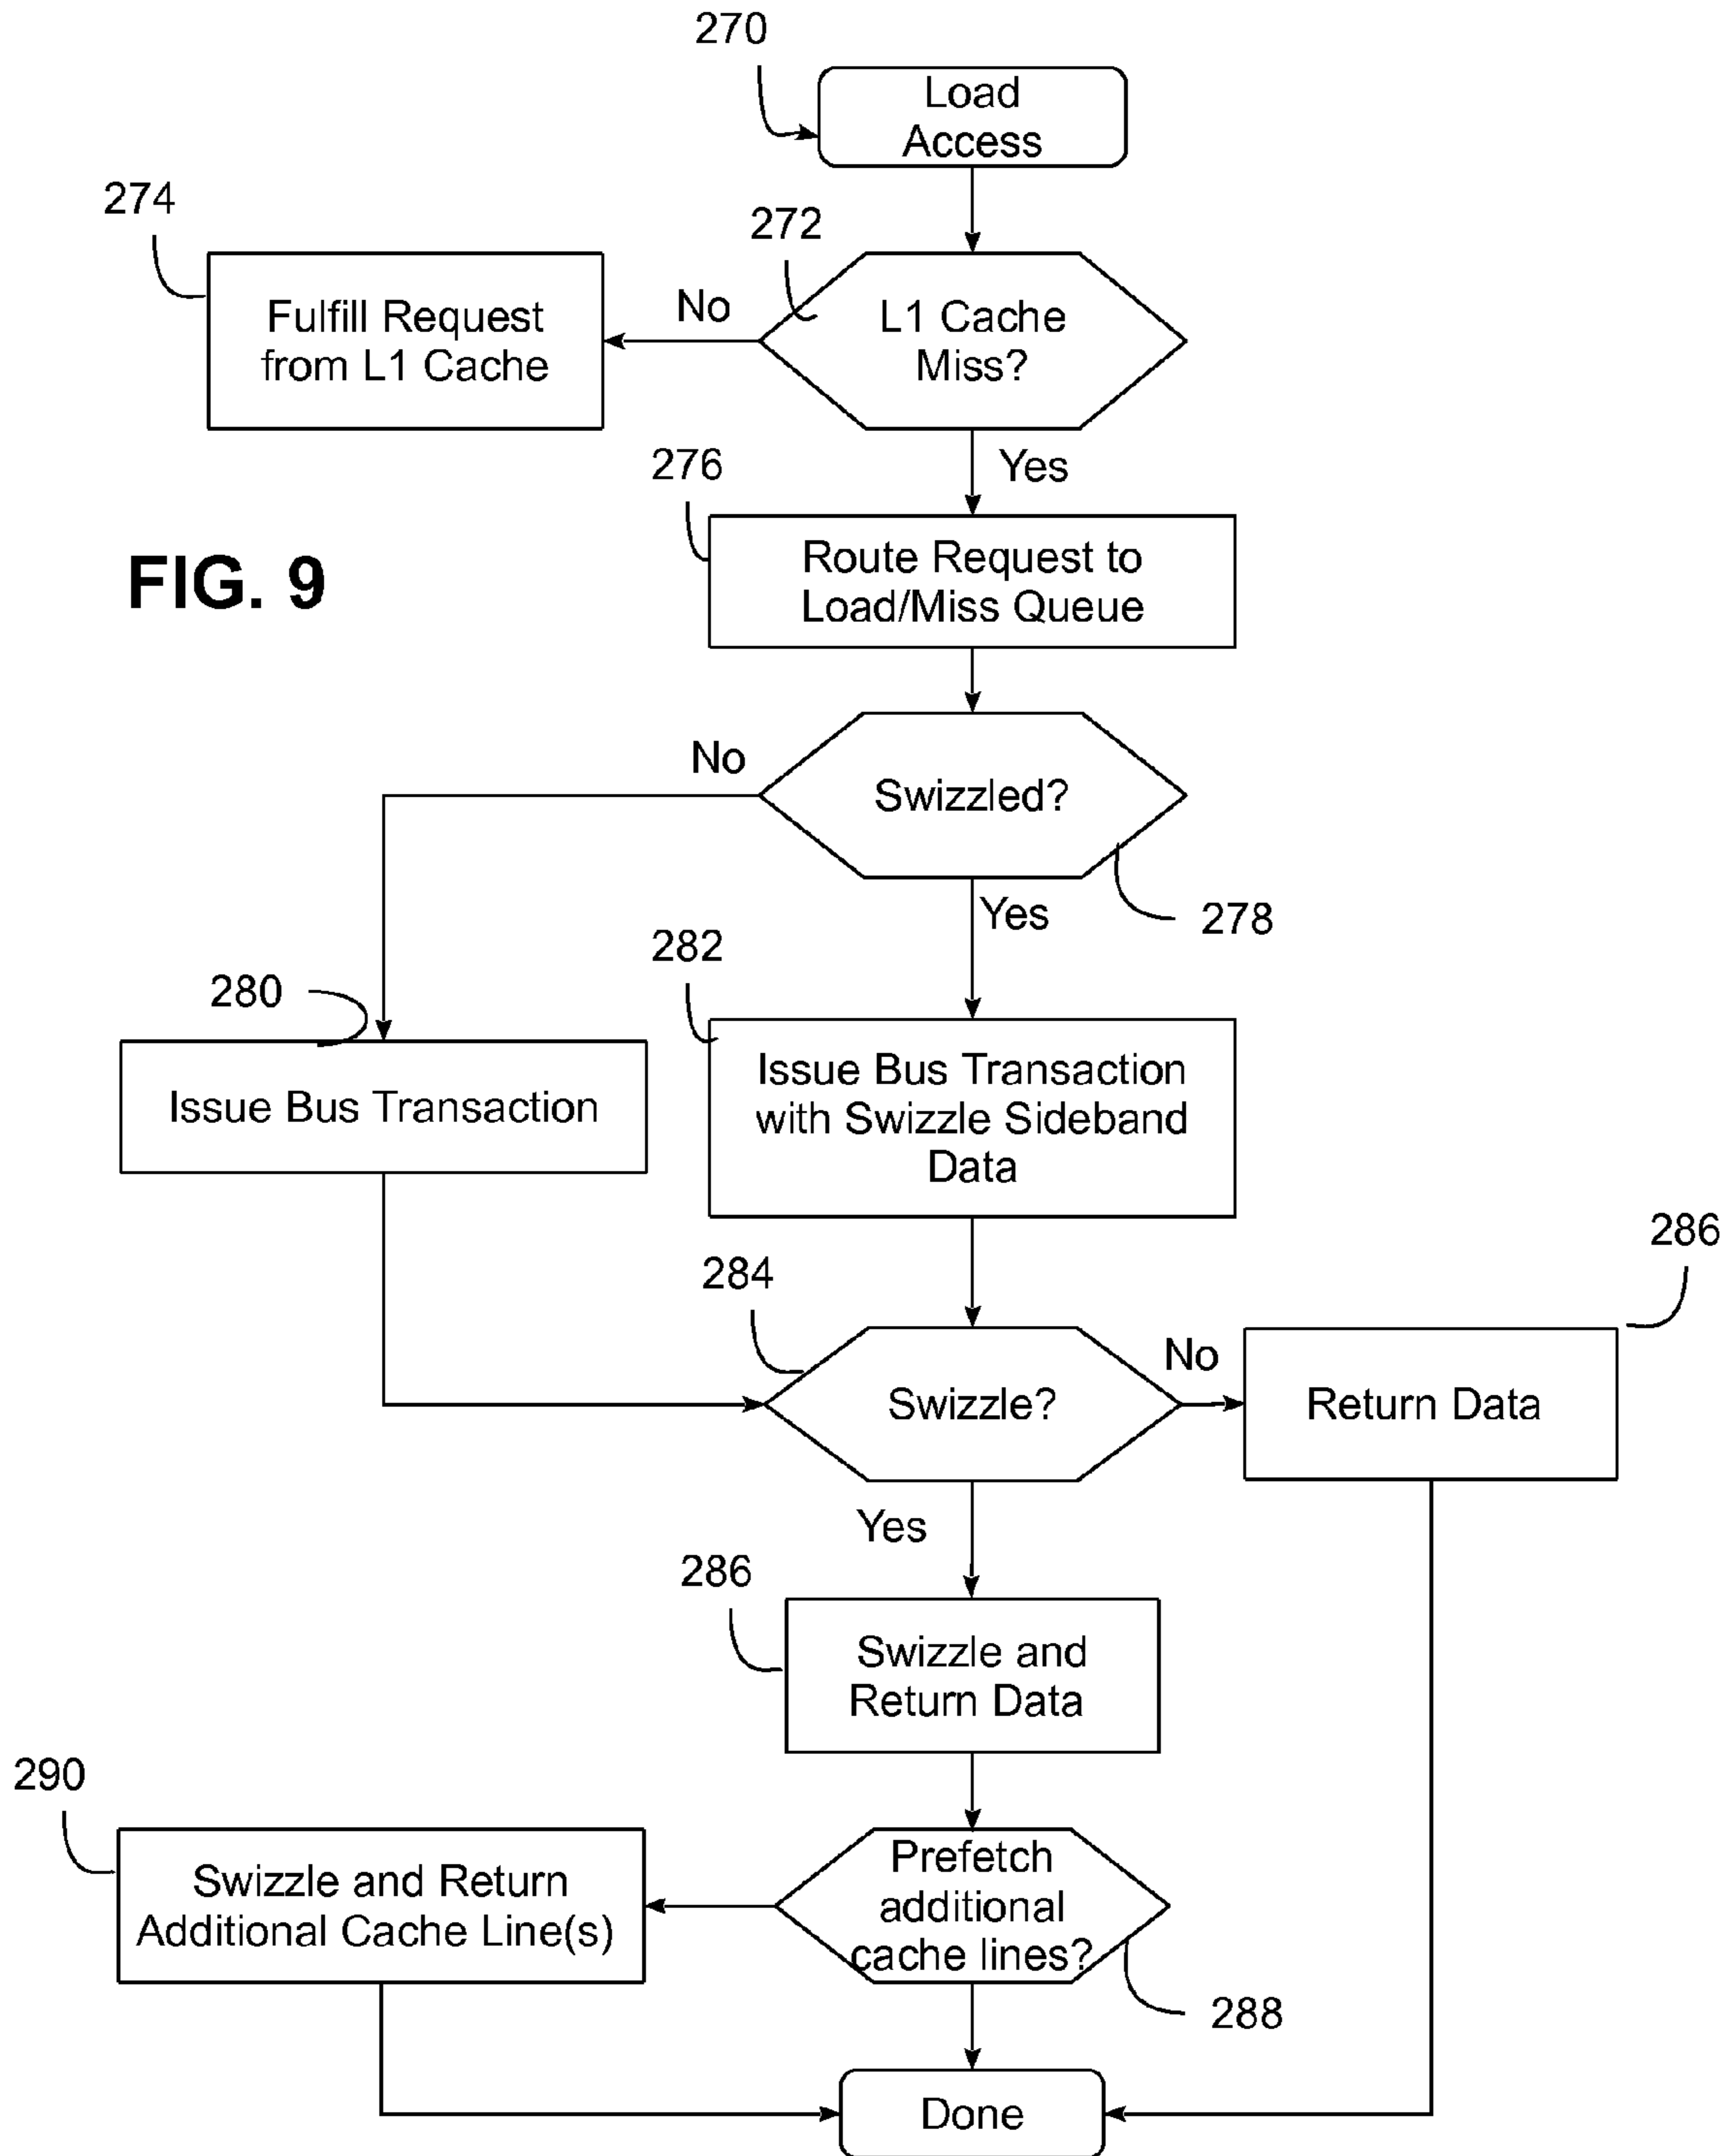 270
Load
Access
274
272
Fulfill Request
from L1 Cache
No
L1 Cache
Miss?
Yes
276
FIG. 9
Route Request to
Load/Miss Queue
No
Swizzled?
278
Yes
280
282
Issue Bus Transaction
Issue Bus Transaction
with Swizzle Sideband
Data
284
286
Swizzle?
No
Return Data
Yes
286
Swizzle and
Return Data
290
Swizzle and Return
Additional Cache Line(s)
Prefetch
additional
cache lines?
288
Done